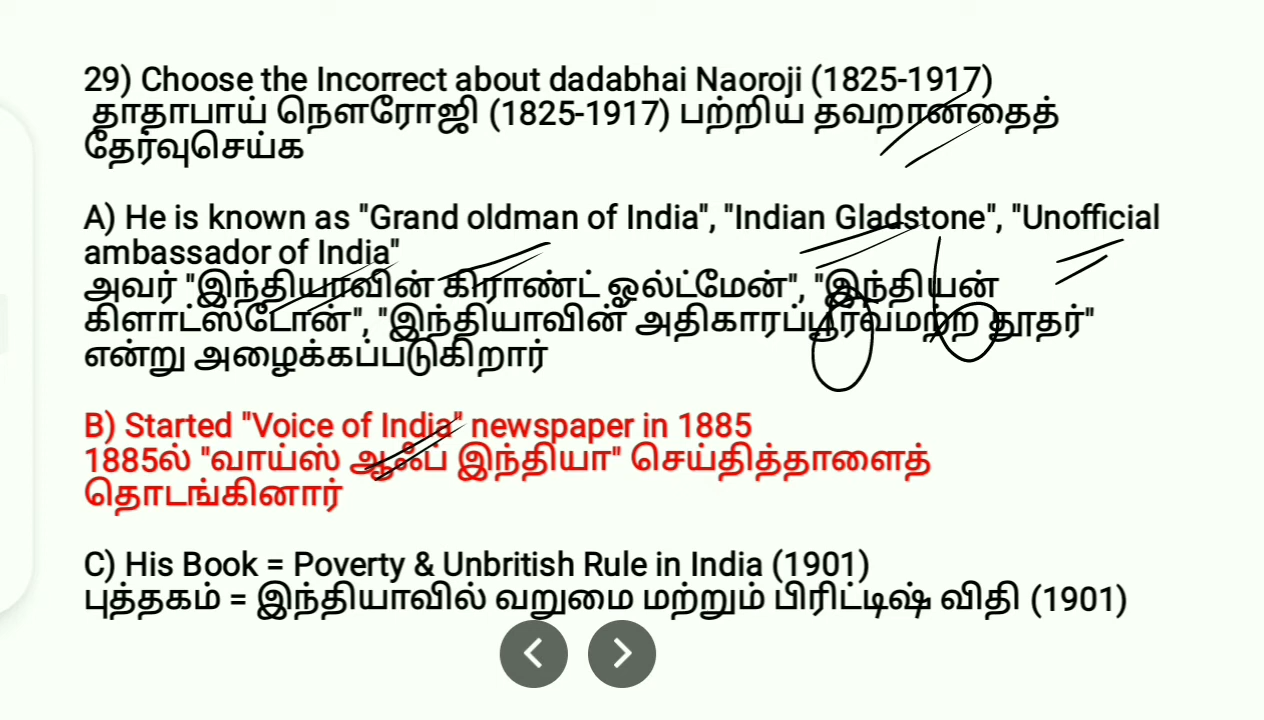 29) Choose the Incorrect about dadabhai Naoroji (1825-1917)
தாதாபாய் நௌரோஜி (1825-1917) பற்றிய தவறானதைத்
தேர்வுசெய்க
A) He is known as "Grand oldman of India", "Indian Gladstone", "Unofficial
ambassador of India"
அவர் "இந்தியாவின் கிராண்ட் ஓல்ட்மேன்", "இந்தியன்
கிளாட்ஸ்டோன்", "இந்தியாவின் அதிகாரப்பூர்வமற்ற தூதர்"
என்று அழைக்கப்படுகிறார்
B) Started "Voice of India" newspaper in 1885
1885ல் "வாய்ஸ் ஆஃப் இந்தியா" செய்தித்தாளைத்
தொடங்கினார்
C) His Book = Poverty & Unbritish Rule in India (1901)
புத்தகம் = இந்தியாவில் வறுமை மற்றும் பிரிட்டிஷ் விதி (1901)